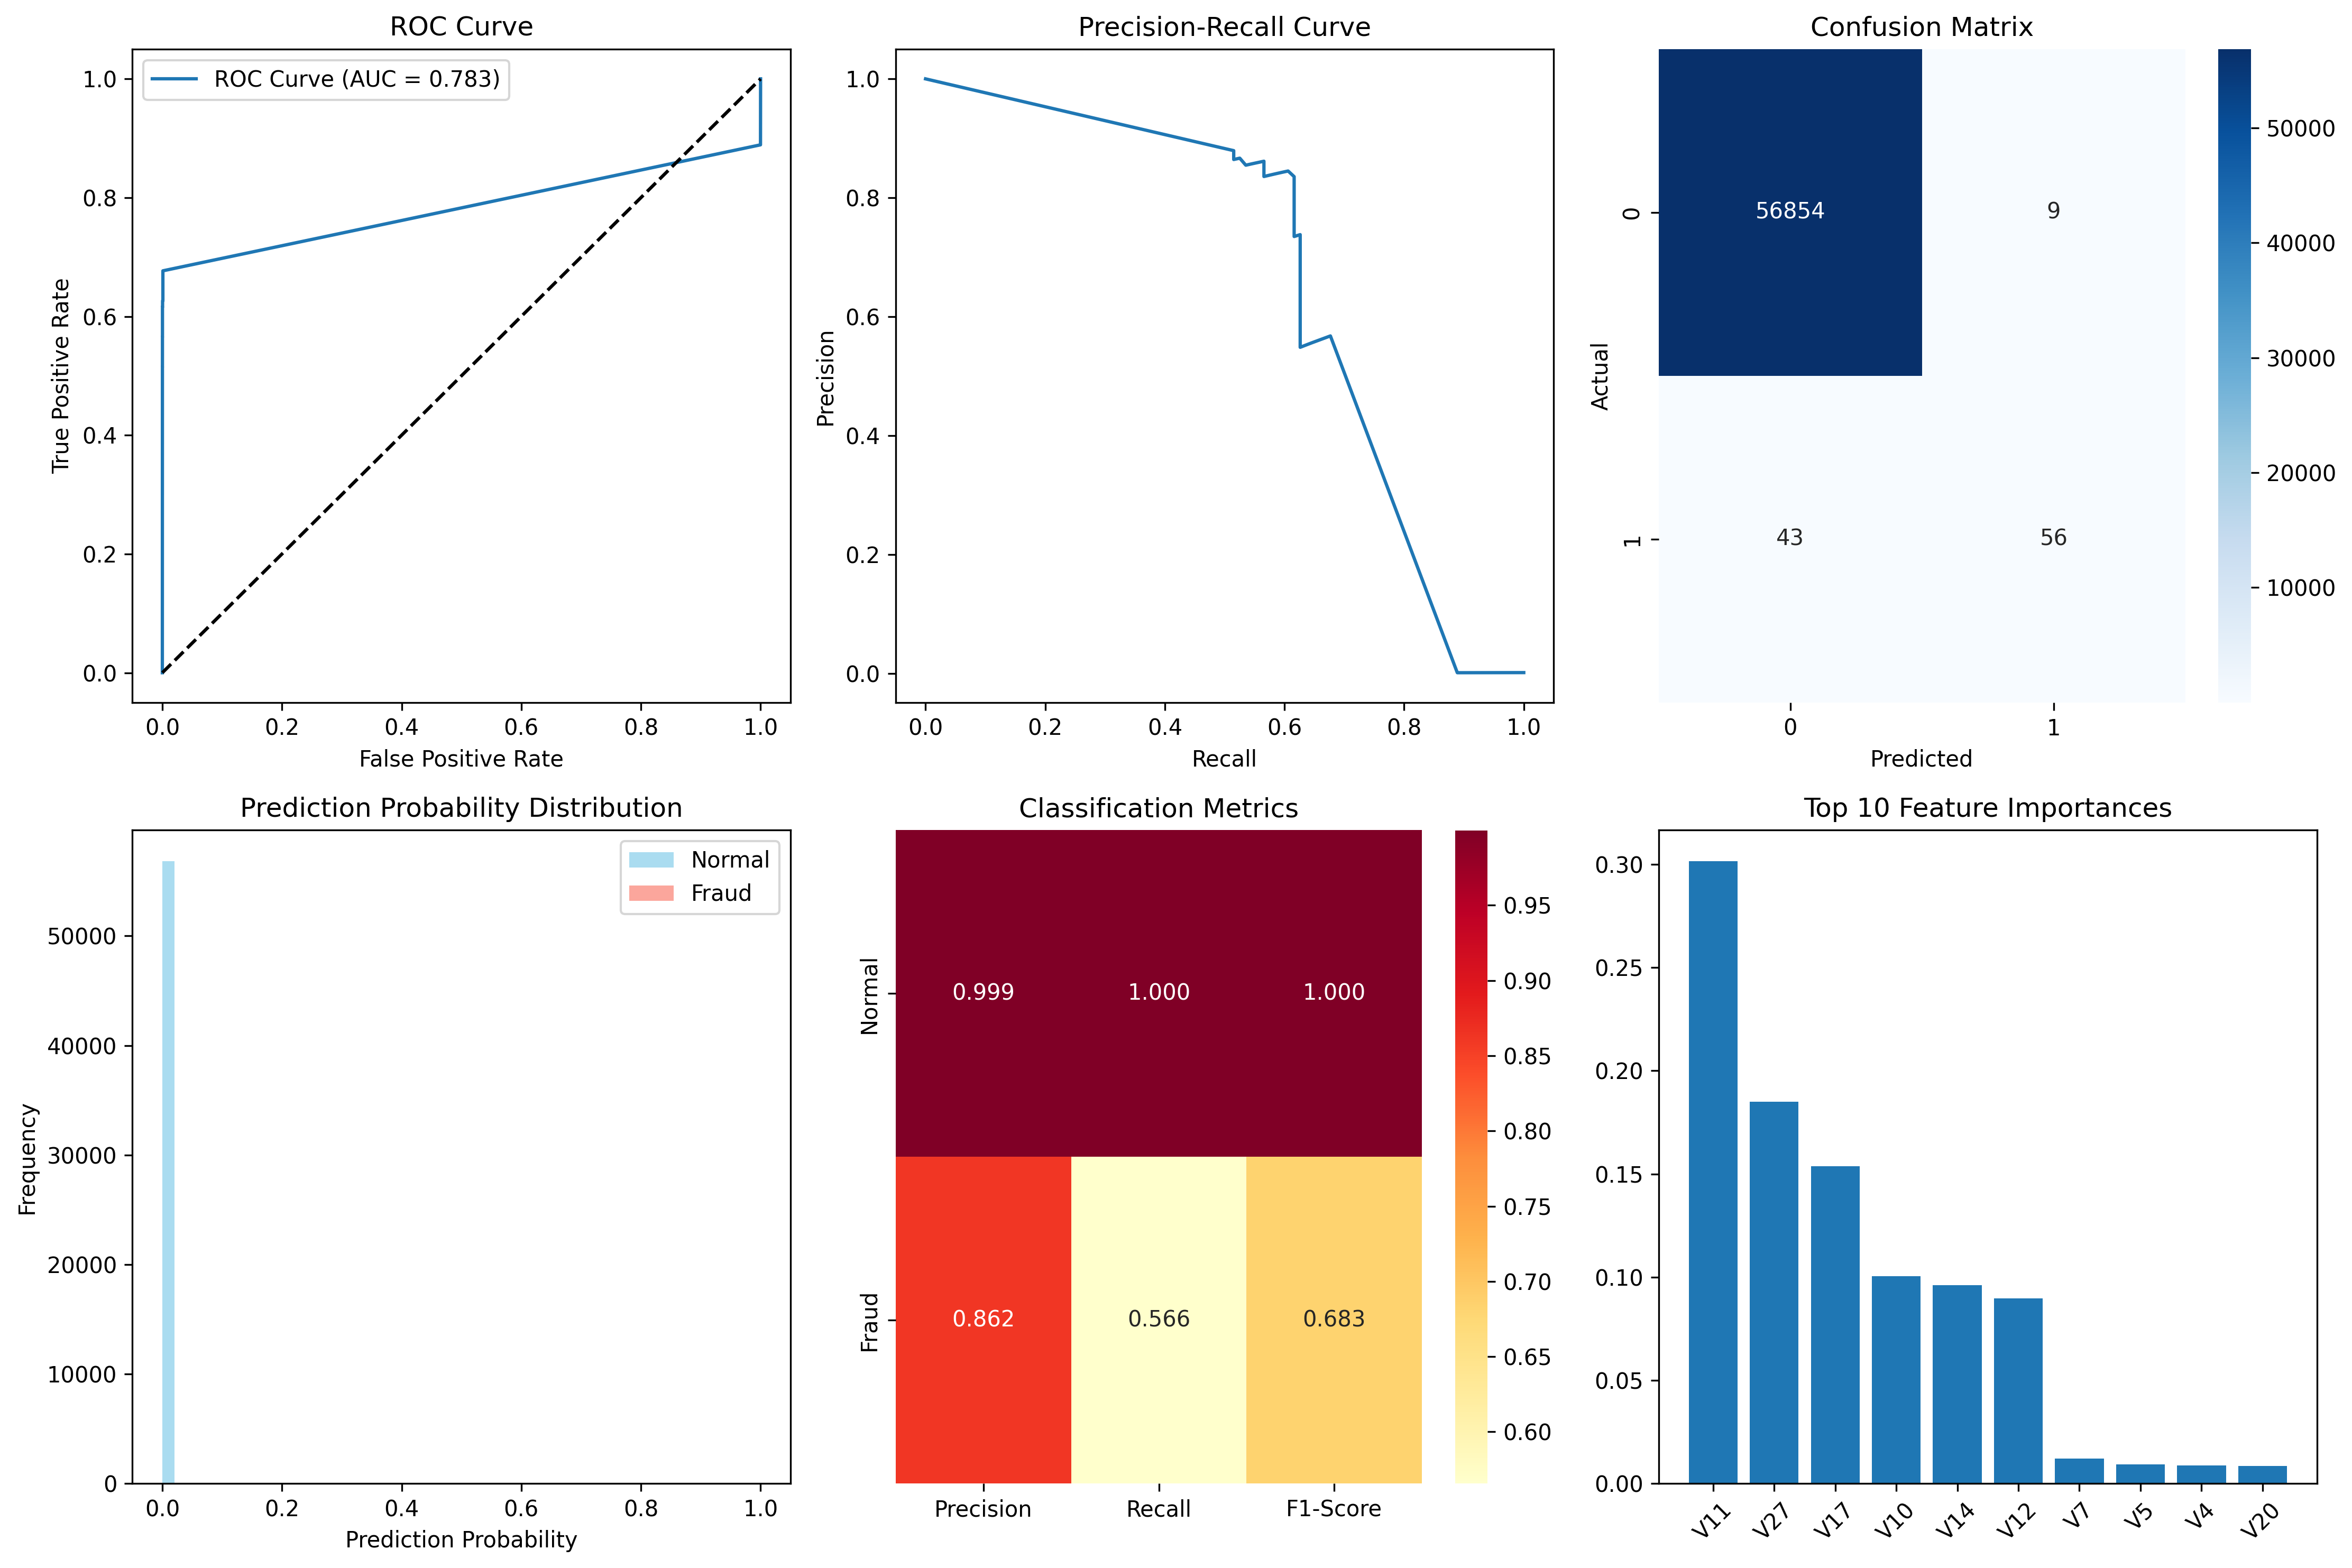 ROC Curve
ROC Curve (AUC = 0.783)
1.0
0.8
0.6
0.4
0.2
0.0
True Positive Rate
0.0 0.2 0.4 0.6 0.8 1.0
False Positive Rate
Precision-Recall Curve
1.0
0.8
0.6
0.4
0.2
0.0
Precision
0.0 0.2 0.4 0.6 0.8 1.0
Recall
Confusion Matrix
0
1
Actual
56854 9
43 56
0 1
Predicted
50000
40000
30000
20000
10000
Prediction Probability Distribution
Normal
Fraud
50000
40000
30000
20000
10000
0
Frequency
0.0 0.2 0.4 0.6 0.8 1.0
Prediction Probability
Classification Metrics
Normal
Fraud
0.999 1.000 1.000
0.862 0.566 0.683
Precision Recall F1-Score
0.95
0.90
0.85
0.80
0.75
0.70
0.65
0.60
Top 10 Feature Importances
0.30
0.25
0.20
0.15
0.10
0.05
0.00
V11 V27 V17 V10 V14 V12 V7 V5 V4 V20